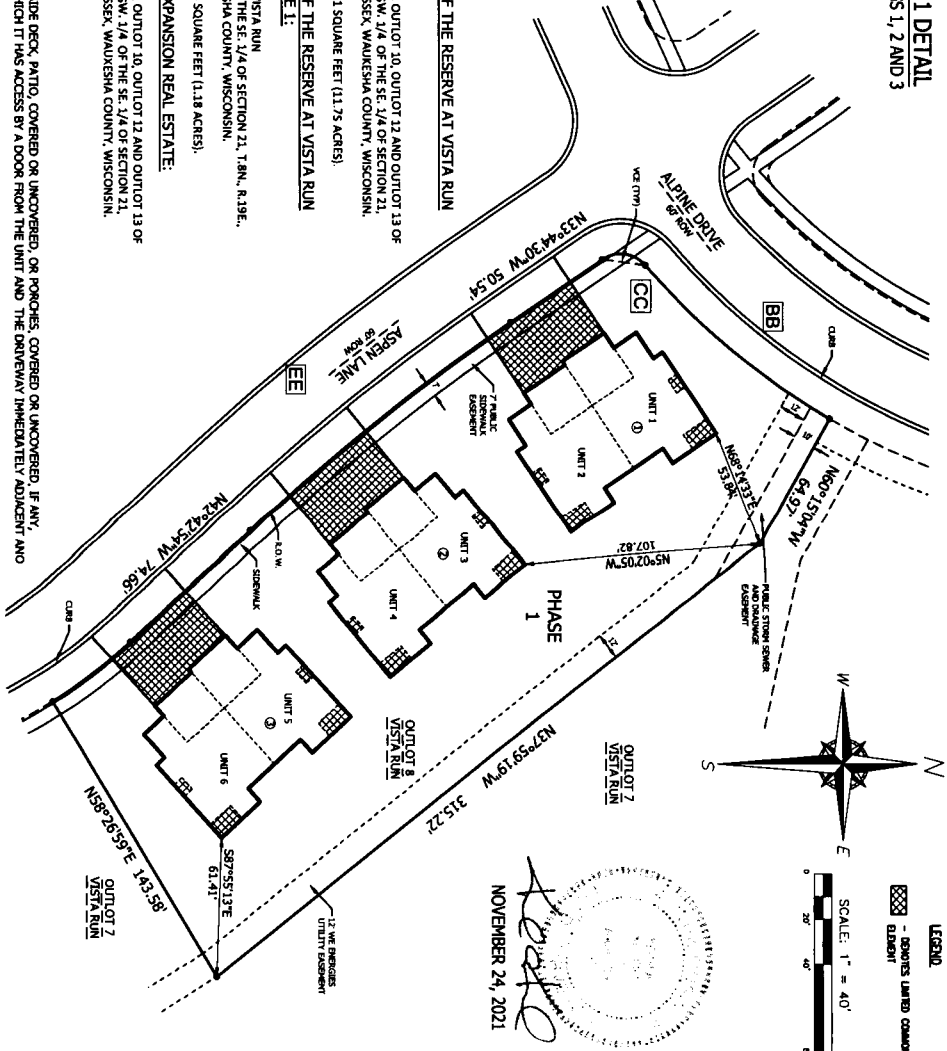 1 DETAIL
S 1, 2 AND 3
F THE RESERVE AT VISTA RUN
OUTLOT 10, OUTLOT 12 AND OUTLOT 13 OF
W. 1/4 OF THE SE. 1/4 OF SECTION 21,
SSEX, WAUKESHA COUNTY, WISCONSIN.
1 SQUARE FEET (11.75 ACRES).
F THE RESERVE AT VISTA RUN
E 1:
ISTA RUN
THE SE. 1/4 OF SECTION 21, T.8N., R.19E.,
SHA COUNTY, WISCONSIN.
SQUARE FEET (1.18 ACRES).
XPANSION REAL ESTATE:
OUTLOT 10, OUTLOT 12 AND OUTLOT 13 OF
W. 1/4 OF THE SE. 1/4 OF SECTION 21,
SSEX, WAUKESHA COUNTY, WISCONSIN.
IDE DECK, PATIO, COVERED OR UNCOVERED, OR PORCHES, COVERED OR UNCOVERED, IF ANY,
HICH IT HAS ACCESS BY A DOOR FROM THE UNIT AND THE DRIVEWAY IMMEDIATELY ADJACENT AND
ALPINE DRIVE
60' ROW
VCE (TYP)
BB
CC
CURB
N33°44'30"W 50.54'
ASPEN LANE
60' ROW
EE
7'
7' PUBLIC
SIDEWALK
EASEMENT
UNIT 1
1
UNIT 2
N68°14'33"E
53.84'
21'
10'
N60°15'04"W
64.97'
PUBLIC STORM SEWER
AND DRAINAGE
EASEMENT
N5°02'05"W
107.82'
UNIT 3
2
UNIT 4
PHASE
1
21'
N42°42'54"W 74.66'
R.O.W.
SIDEWALK
CURB
UNIT 5
3
UNIT 6
OUTLOT 8
VISTA RUN
OUTLOT 7
VISTA RUN
N37°59'19"W 315.22'
N58°26'59"E 143.58'
S87°55'13"E
61.41'
12' WE ENERGIES
UTILITY EASEMENT
OUTLOT 7
VISTA RUN
N
W
E
S
LEGEND
- DENOTES LIMITED COMMON
ELEMENT
SCALE: 1" = 40'
0
20'
40'
NOVEMBER 24, 2021